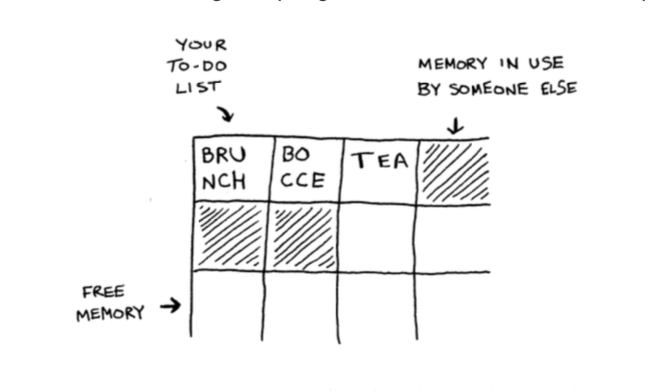 YOUR
TO-DO
LIST
MEMORY IN USE
BY SOMEONE ELSE
BRU
NCH
BO
CCE
TEA
FREE
MEMORY